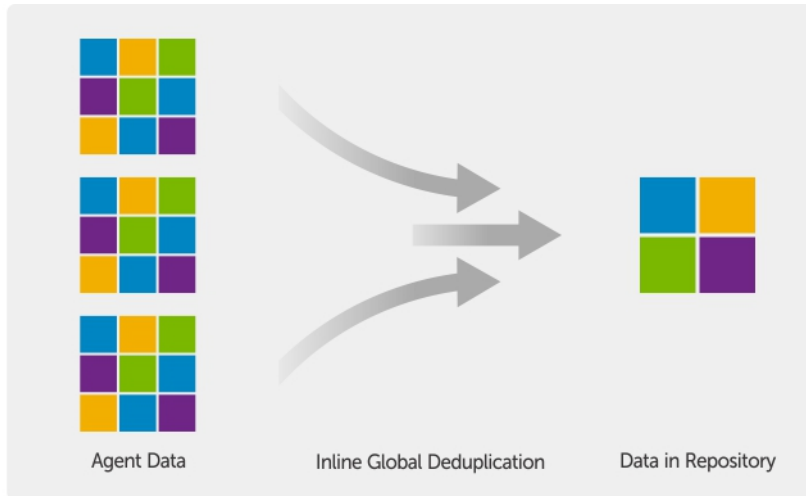 Agent Data
Inline Global Deduplication
Data in Repository